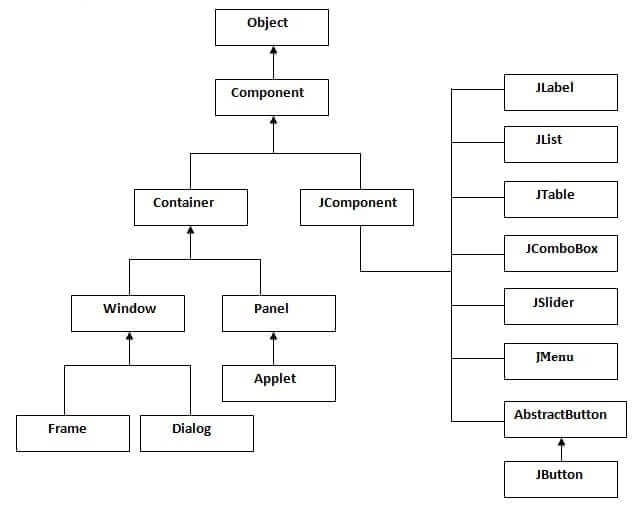 Object
Component
Container
JComponent
Window
Panel
Applet
Frame
Dialog
JLabel
JList
JTable
JComboBox
JSlider
JMenu
AbstractButton
JButton